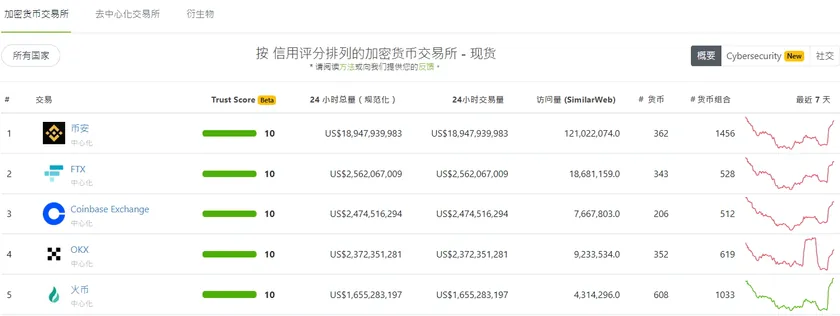 加密货币交易所 去中心化交易所 衍生物
所有国家
按 信用评分排列的加密货币交易所 - 现货
* 请阅读方法或向我们提供您的反馈。
概要 Cybersecurity New 社交
# 交易 Trust Score Beta 24 小时总量（规范化） 24小时交易量 访问量 (SimilarWeb) # 货币 #货币组合 最近 7 天
1 币安 10 US$18,947,939,983 US$18,947,939,983 121,022,074.0 362 1456
中心化
2 FTX 10 US$2,562,067,009 US$2,562,067,009 18,681,159.0 343 528
中心化
3 Coinbase Exchange 10 US$2,474,516,294 US$2,474,516,294 7,667,803.0 206 512
中心化
4 OKX 10 US$2,372,351,281 US$2,372,351,281 9,233,534.0 352 619
中心化
5 火币 10 US$1,655,283,197 US$1,655,283,197 4,314,296.0 608 1033
中心化